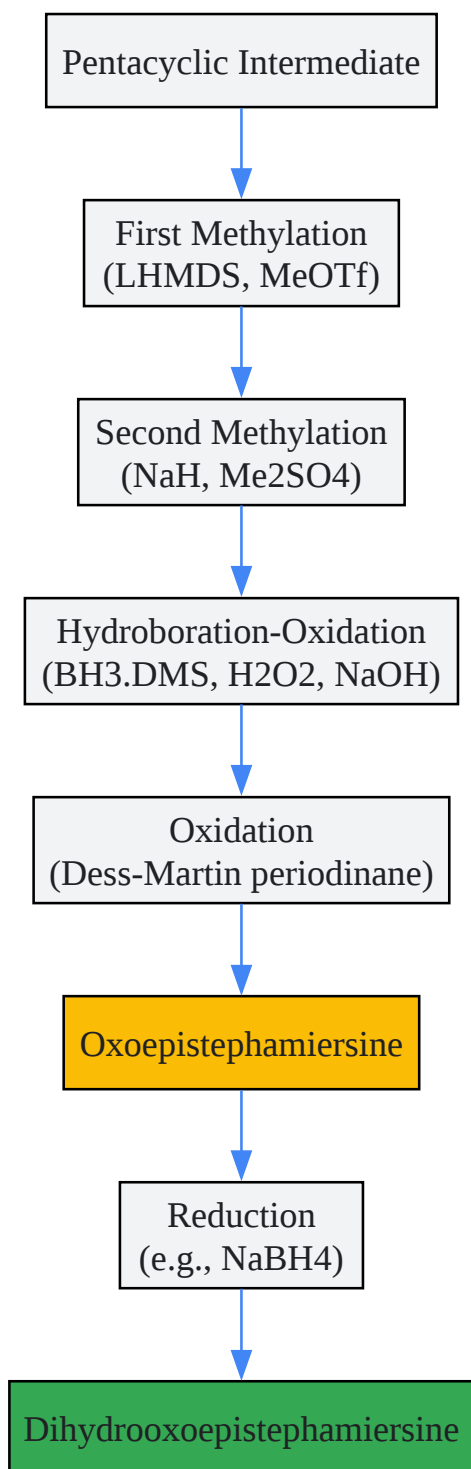 Pentacyclic Intermediate
First Methylation
(LHMDS, MeOTf)
Second Methylation
(NaH, Me2SO4)
Hydroboration-Oxidation
(BH3.DMS, H2O2, NaOH)
Oxidation
(Dess-Martin periodinane)
Oxoepistephamiersine
Reduction
(e.g., NaBH4)
Dihydrooxoepistephamiersine